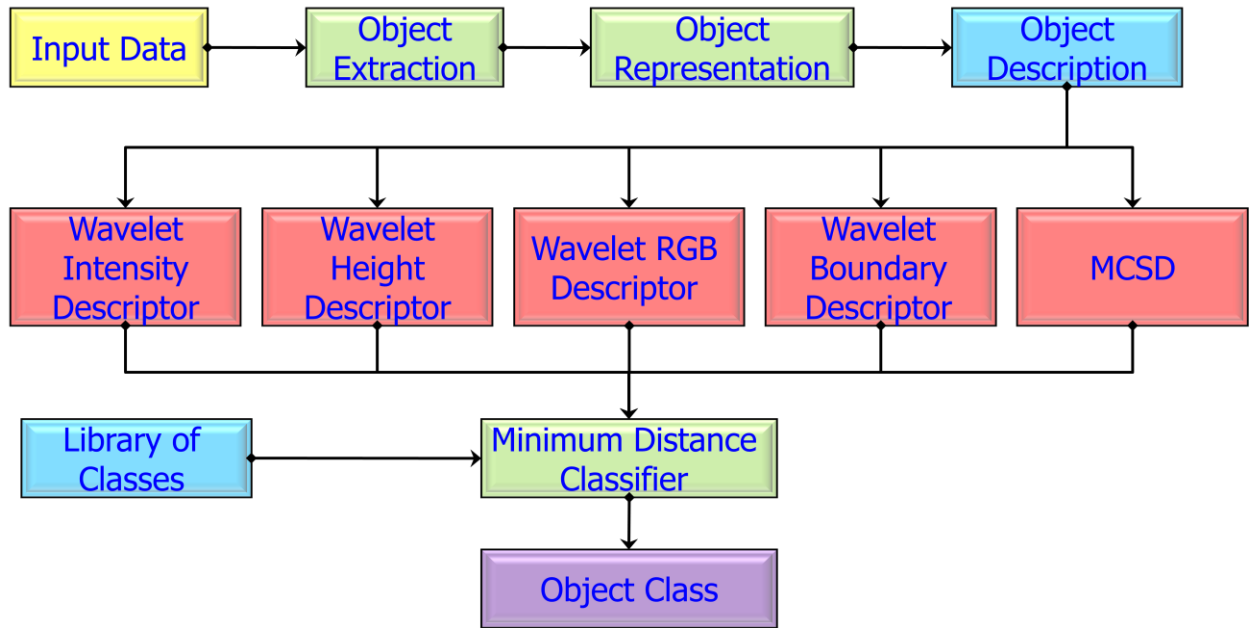 Input Data
Object
Extraction
Object
Representation
Object
Description
Wavelet
Intensity
Descriptor
Wavelet
Height
Descriptor
Wavelet RGB
Descriptor
Wavelet
Boundary
Descriptor
MCSD
Library of
Classes
Minimum Distance
Classifier
Object Class